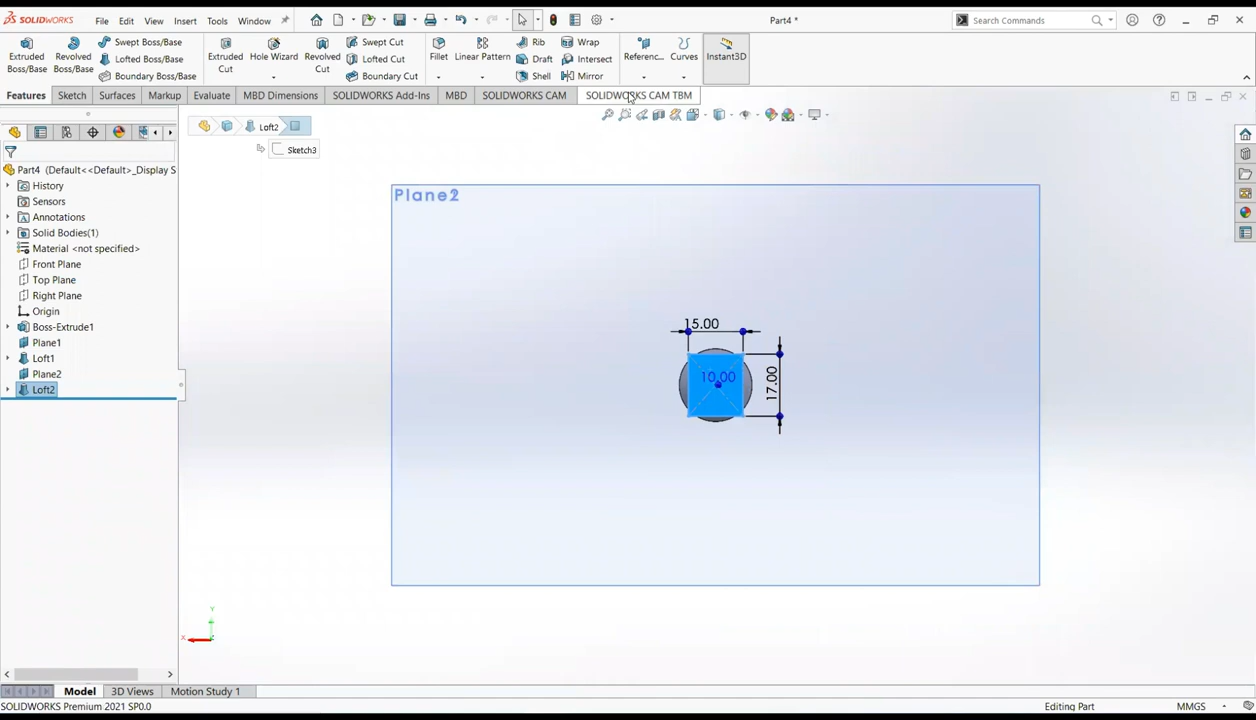 SOLIDWORKS File Edit View Insert Tools Window Part4 * Search Commands
Extruded Boss/Base
Revolved Boss/Base
Swept Boss/Base
Lofted Boss/Base
Boundary Boss/Base
Extruded Cut
Hole Wizard
Revolved Cut
Swept Cut
Lofted Cut
Boundary Cut
Fillet
Linear Pattern
Rib
Draft
Shell
Wrap
Intersect
Mirror
Referenc...
Curves
Instant3D
Features Sketch Surfaces Markup Evaluate MBD Dimensions SOLIDWORKS Add-Ins MBD SOLIDWORKS CAM SOLIDWORKS CAM TBM
Loft2
Sketch3
Part4 (Default<<Default>_Display S
History
Sensors
Annotations
Solid Bodies(1)
Material <not specified>
Front Plane
Top Plane
Right Plane
Origin
Boss-Extrude1
Plane1
Loft1
Plane2
Loft2
Plane2
15.00
10.00
17.00
Y
X
Model 3D Views Motion Study 1
SOLIDWORKS Premium 2021 SP0.0 Editing Part MMGS